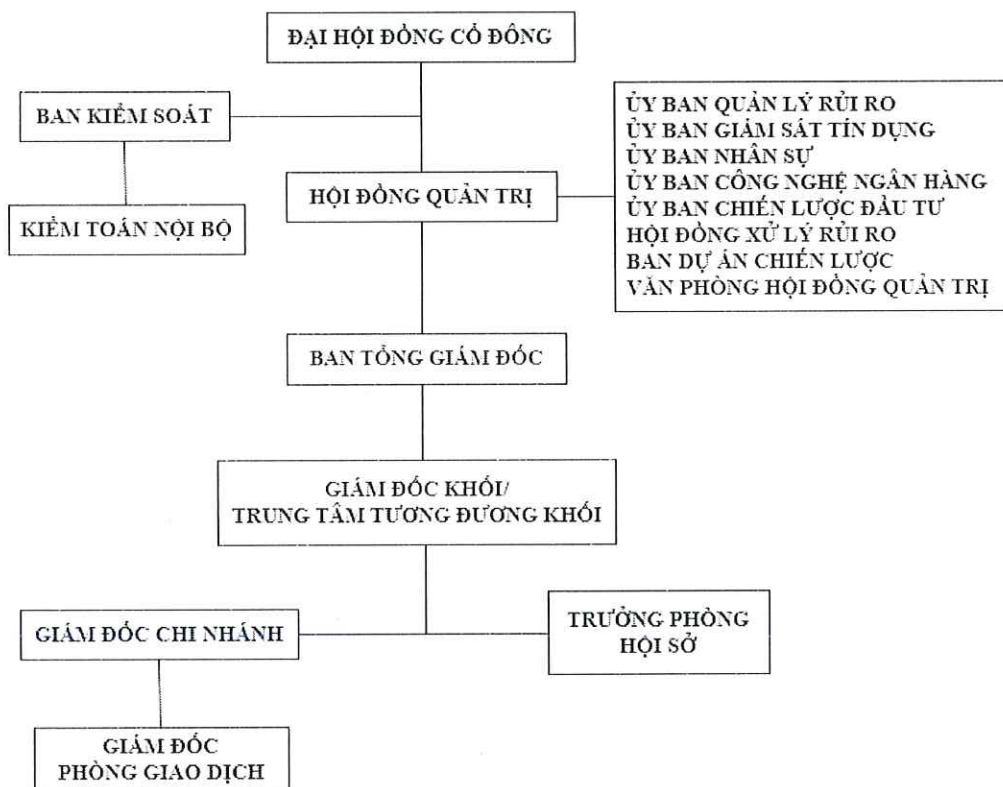 ĐẠI HỘI ĐỒNG CỔ ĐÔNG
BAN KIỂM SOÁT
KIỂM TOÁN NỘI BỘ
HỘI ĐỒNG QUẢN TRỊ
ỦY BAN QUẢN LÝ RỦI RO
ỦY BAN GIÁM SÁT TÍN DỤNG
ỦY BAN NHÂN SỰ
ỦY BAN CÔNG NGHỆ NGÂN HÀNG
ỦY BAN CHIẾN LƯỢC ĐẦU TƯ
HỘI ĐỒNG XỬ LÝ RỦI RO
BAN DỰ ÁN CHIẾN LƯỢC
VĂN PHÒNG HỘI ĐỒNG QUẢN TRỊ
BAN TỔNG GIÁM ĐỐC
GIÁM ĐỐC KHỐI/
TRUNG TÂM TƯƠNG ĐƯƠNG KHỐI
GIÁM ĐỐC CHI NHÁNH
TRƯỞNG PHÒNG
HỘI SỞ
GIÁM ĐỐC
PHÒNG GIAO DỊCH